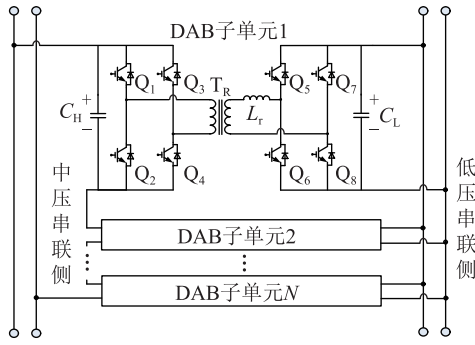 DAB子单元1
Q1
Q3
TR
Q5
Q7
CH
+
−
Lr
+
−
CL
Q2
Q4
Q6
Q8
中压串联侧
低压串联侧
DAB子单元2
DAB子单元N